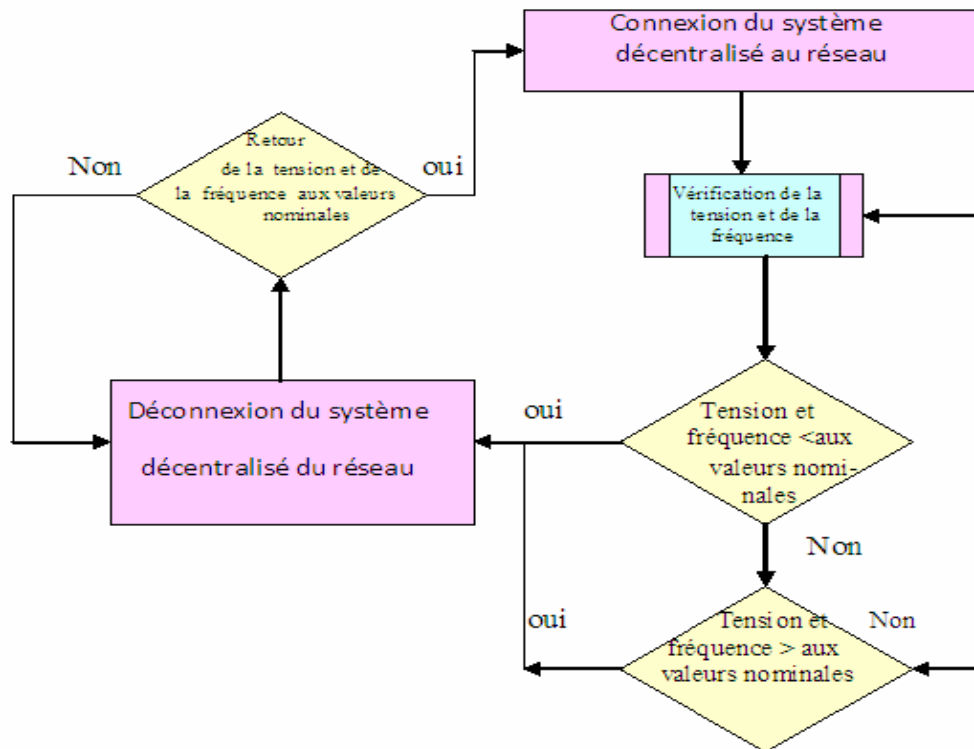 Connexion du système
décentralisé au réseau
Retour
de la tension et de
la fréquence aux valeurs
nominales
Non
oui
Vérification de la
tension et de la
fréquence
Déconnexion du système
décentralisé du réseau
oui
Tension et
fréquence <aux
valeurs nomi-
nales
Non
oui
Tension et
fréquence > aux
valeurs nominales
Non